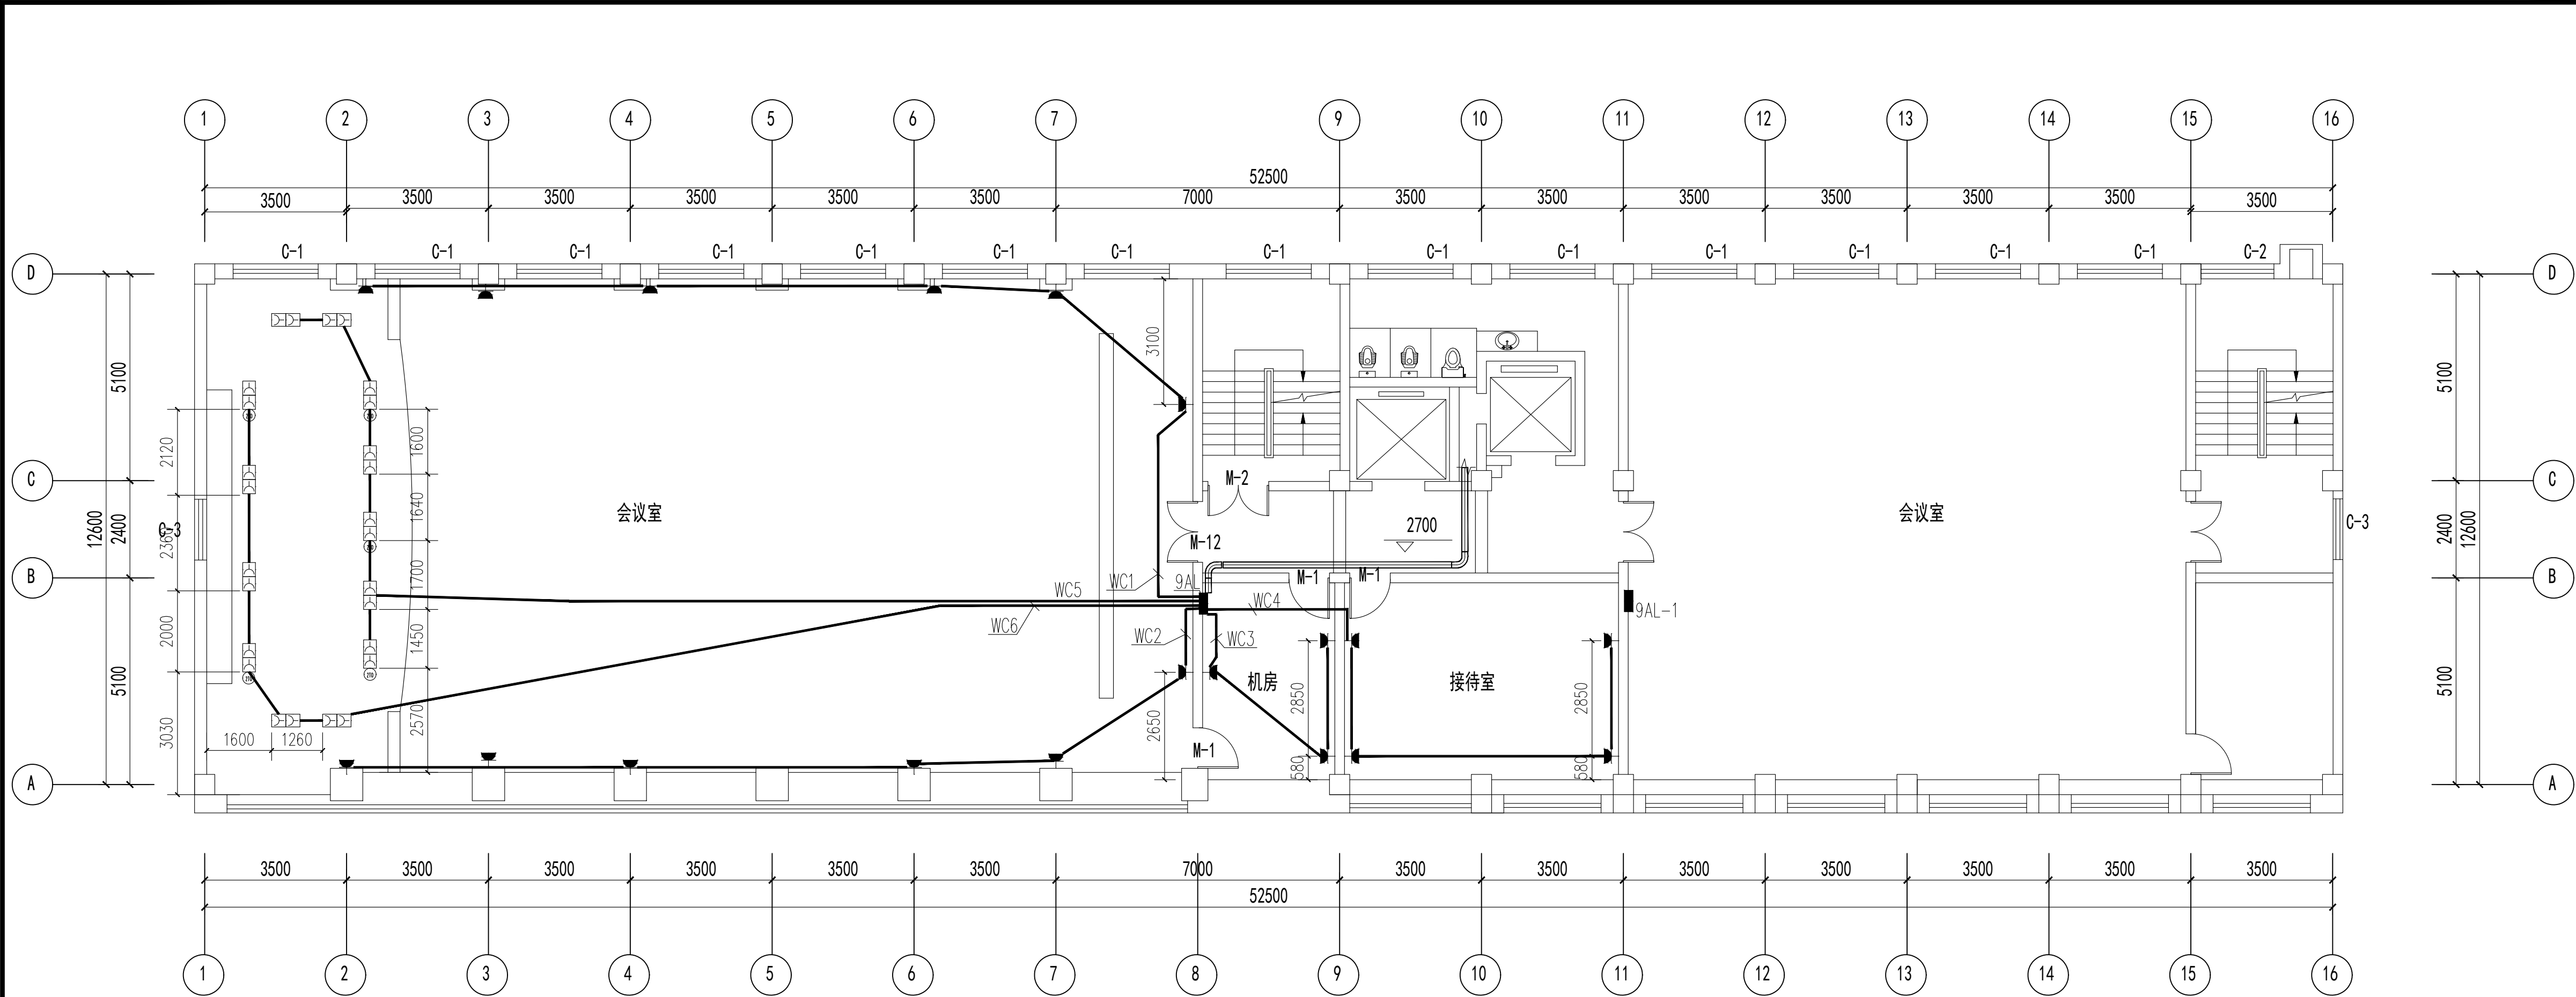 1 2 3 4 5 6 7 9 10 11 12 13 14 15 16
52500
3500 3500 3500 3500 3500 3500 7000 3500 3500 3500 3500 3500 3500 3500
C-1 C-1 C-1 C-1 C-1 C-1 C-1 C-1 C-1 C-1 C-1 C-1 C-1 C-1 C-2
D D
3100
5100 5100
1600
2120
M-2
C C
1640
会议室 会议室
2700
C-3 C-3
12600 2400 2400 12600
M-12
1700
B WC1 9AL M-1 M-1 B
WC5
WC4
9AL-1
WC6
2000
1450
WC2 WC3
5100 5100
机房 接待室
2850 2850
2650
2570
3030
1600 1260
M-1
580 580
A A
3500 3500 3500 3500 3500 3500 7000 3500 3500 3500 3500 3500 3500 3500
52500
1 2 3 4 5 6 7 8 9 10 11 12 13 14 15 16